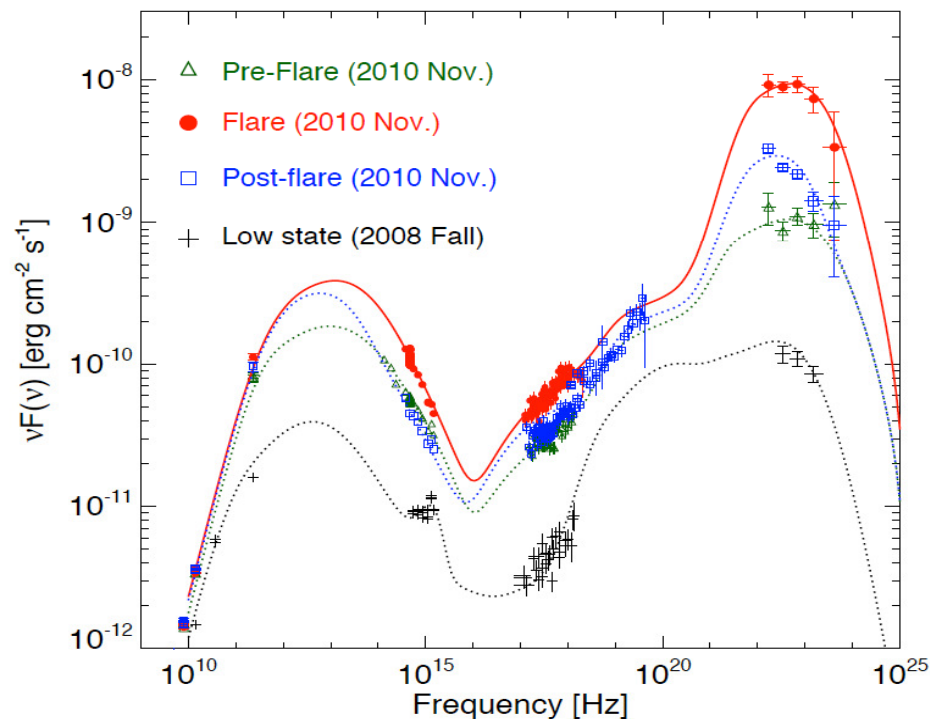 10^-8
10^-9
10^-10
10^-11
10^-12
νF(ν) [erg cm^-2 s^-1]
Pre-Flare (2010 Nov.)
Flare (2010 Nov.)
Post-flare (2010 Nov.)
Low state (2008 Fall)
10^10 10^15 10^20 10^25
Frequency [Hz]